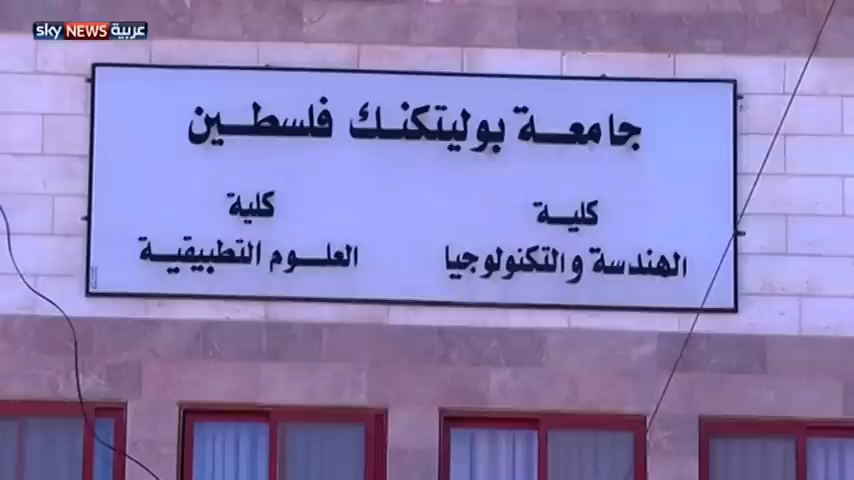 sky NEWS عربية
جامعة بوليتكنك فلسطين
كلية
الهندسة والتكنولوجيا
كلية
العلوم التطبيقية